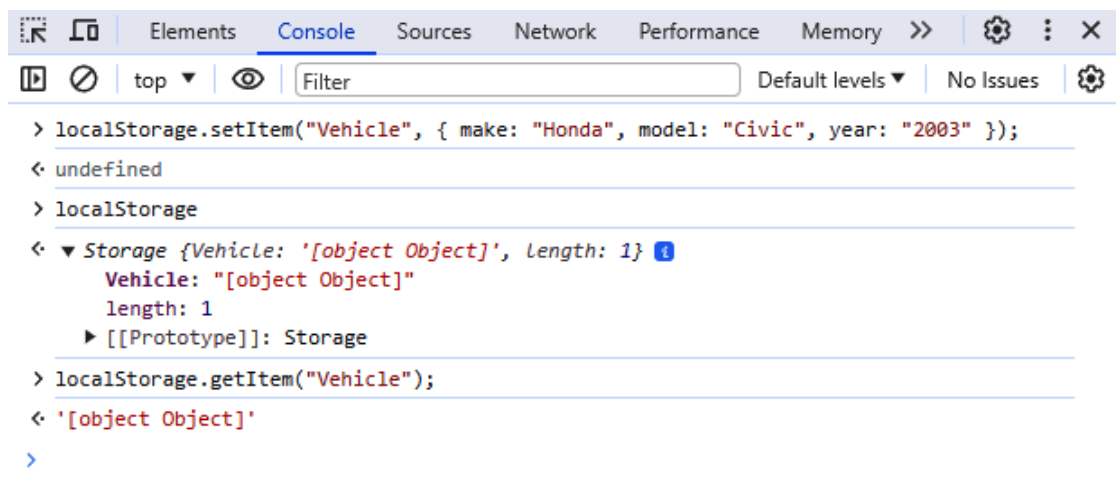 Elements Console Sources Network Performance Memory
top Filter Default levels No Issues
> localStorage.setItem("Vehicle", { make: "Honda", model: "Civic", year: "2003" });
undefined
> localStorage
Storage {Vehicle: '[object Object]', length: 1} i
Vehicle: "[object Object]"
length: 1
[[Prototype]]: Storage
> localStorage.getItem("Vehicle");
'[object Object]'
>